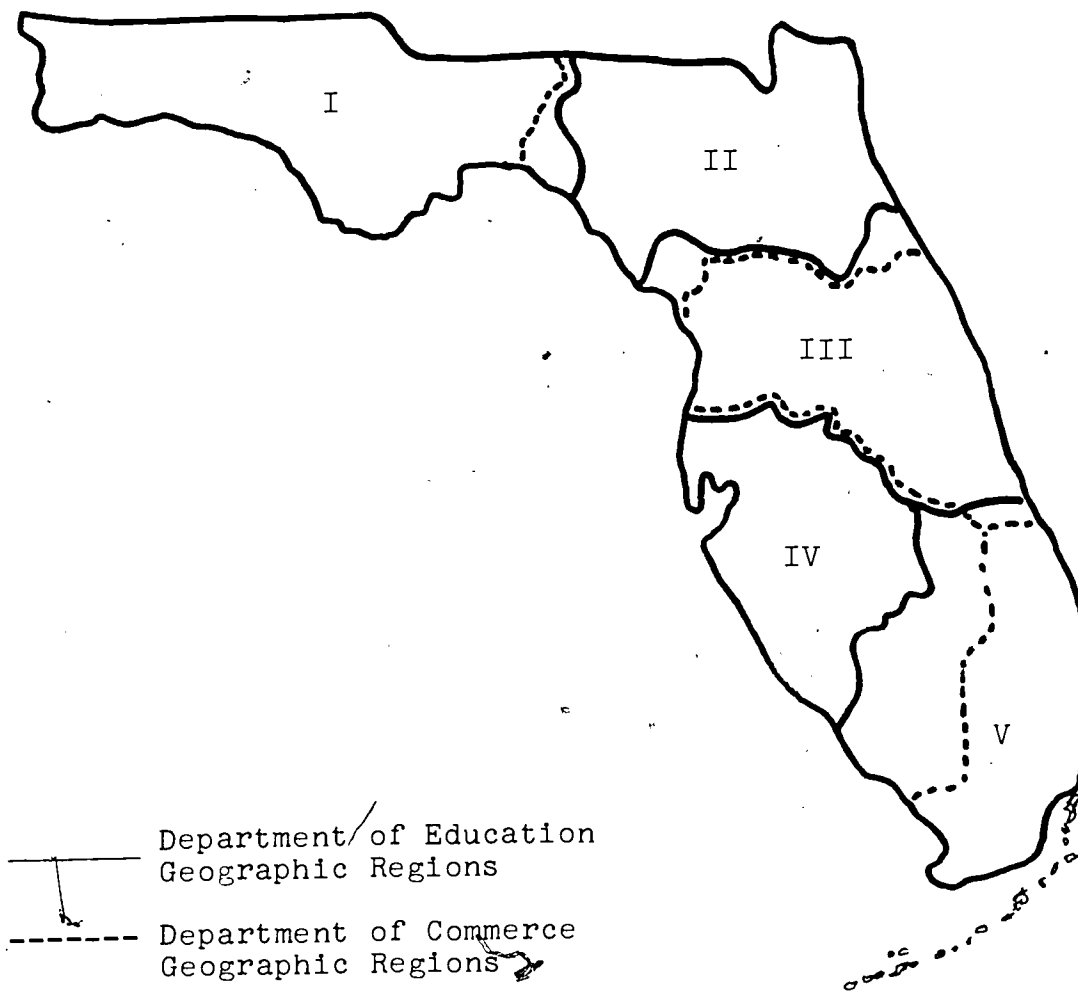 I
II
III
IV
V
Department of Education
Geographic Regions
Department of Commerce
Geographic Regions